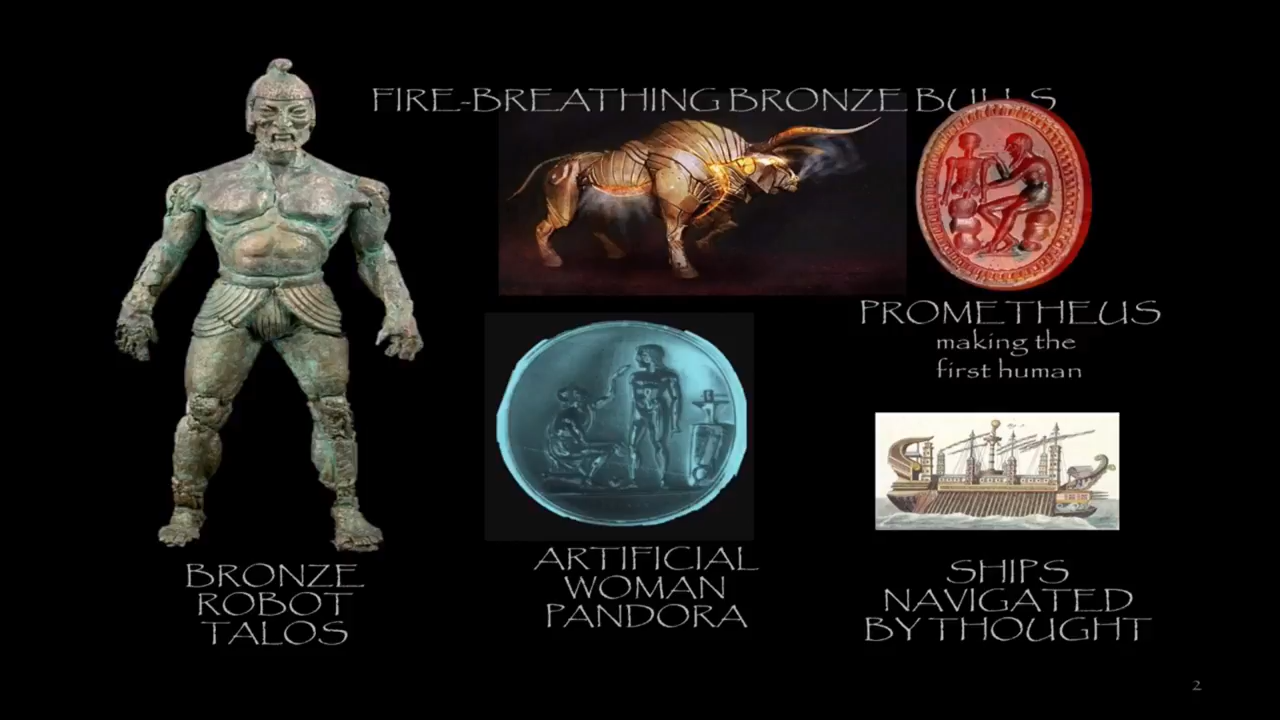 FIRE-BREATHING BRONZE BULLS
PROMETHEUS
making the
first human
BRONZE
ROBOT
TALOS
ARTIFICIAL
WOMAN
PANDORA
SHIPS
NAVIGATED
BY THOUGHT
2